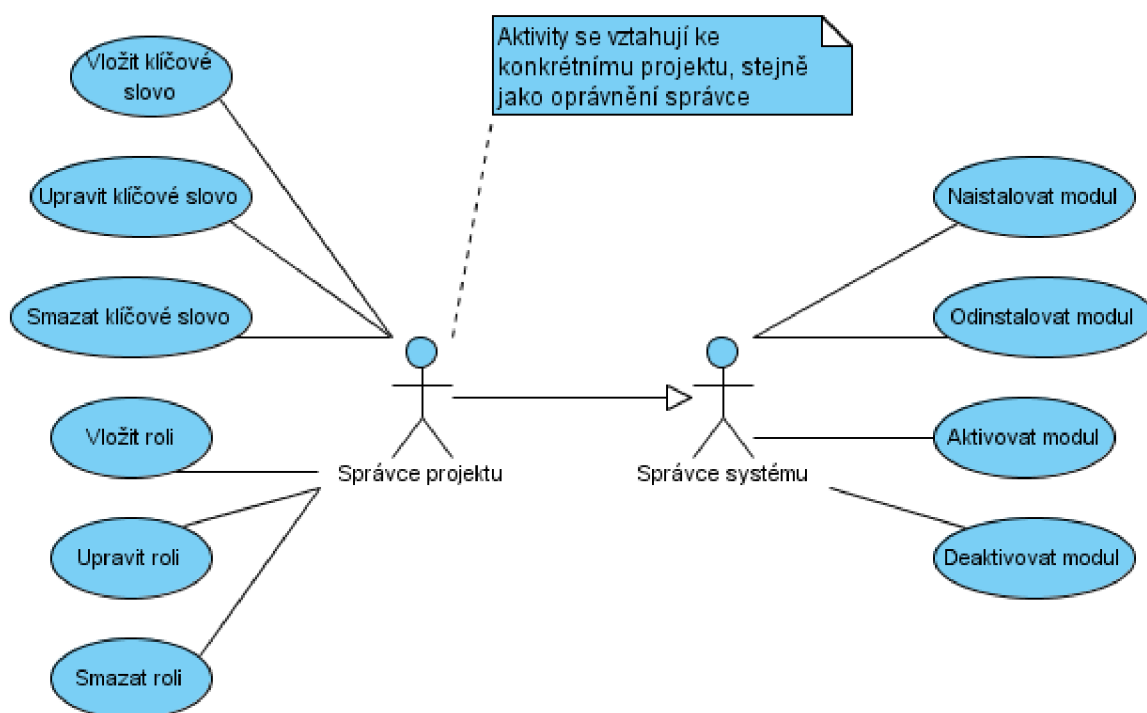 Vložit klíčové
slovo
Aktivity se vztahují ke
konkrétnímu projektu, stejně
jako oprávnění správce
Upravit klíčové slovo
Naistalovat modul
Smazat klíčové slovo
Odinstalovat modul
Vložit roli
Aktivovat modul
Správce projektu
Správce systému
Upravit roli
Deaktivovat modul
Smazat roli